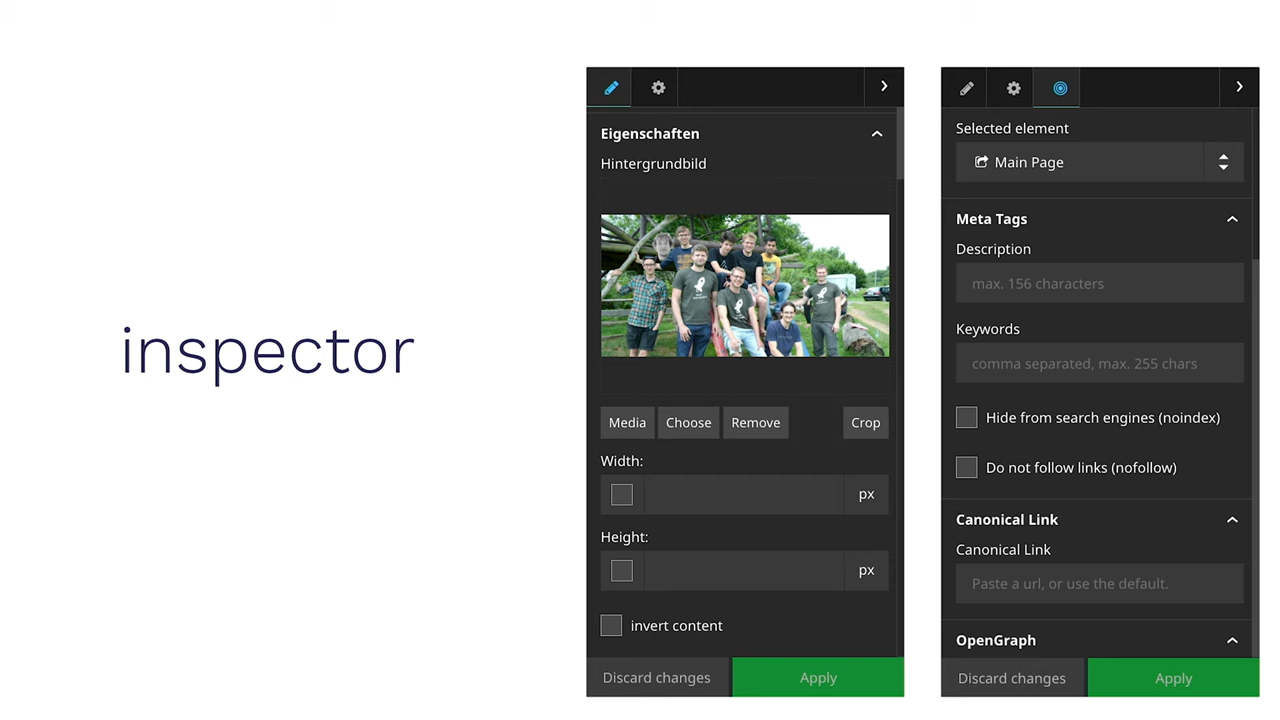 inspector
Eigenschaften
Hintergrundbild
Media Choose Remove Crop
Width:
px
Height:
px
invert content
Discard changes Apply
Selected element
Main Page
Meta Tags
Description
max. 156 characters
Keywords
comma separated, max. 255 chars
Hide from search engines (noindex)
Do not follow links (nofollow)
Canonical Link
Canonical Link
Paste a url, or use the default.
OpenGraph
Discard changes Apply